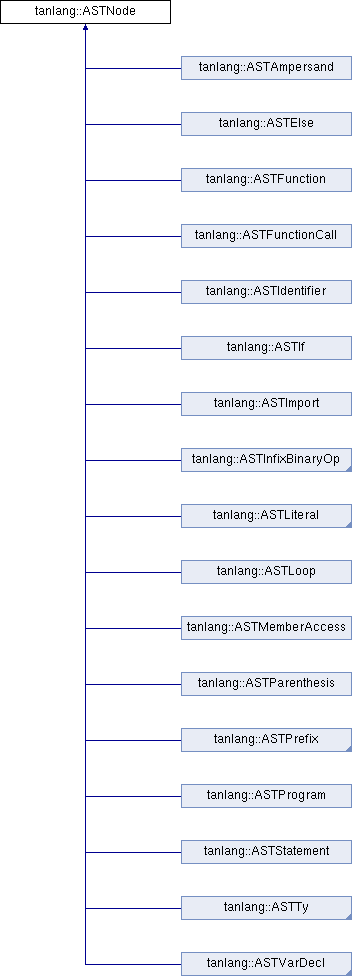 tanlang::ASTNode
tanlang::ASTAmpersand
tanlang::ASTElse
tanlang::ASTFunction
tanlang::ASTFunctionCall
tanlang::ASTIdentifier
tanlang::ASTIf
tanlang::ASTImport
tanlang::ASTInfixBinaryOp
tanlang::ASTLiteral
tanlang::ASTLoop
tanlang::ASTMemberAccess
tanlang::ASTParenthesis
tanlang::ASTPrefix
tanlang::ASTProgram
tanlang::ASTStatement
tanlang::ASTTy
tanlang::ASTVarDecl